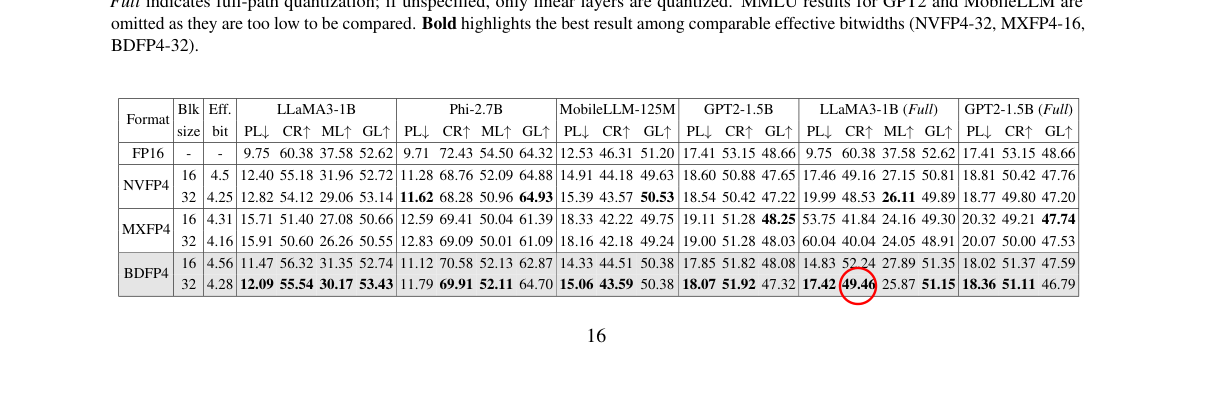 Full indicates full-path quantization; if unspecified, only linear layers are quantized. MMLU results for GPT2 and MobileLLM are
omitted as they are too low to be compared. Bold highlights the best result among comparable effective bitwidths (NVFP4-32, MXFP4-16,
BDFP4-32).
Format Blk size Eff. bit LLaMA3-1B Phi-2.7B MobileLLM-125M GPT2-1.5B LLaMA3-1B (Full) GPT2-1.5B (Full)
PL↓ CR↑ ML↑ GL↑ PL↓ CR↑ ML↑ GL↑ PL↓ CR↑ GL↑ PL↓ CR↑ GL↑ PL↓ CR↑ ML↑ GL↑ PL↓ CR↑ GL↑
FP16 - - 9.75 60.38 37.58 52.62 9.71 72.43 54.50 64.32 12.53 46.31 51.20 17.41 53.15 48.66 9.75 60.38 37.58 52.62 17.41 53.15 48.66
NVFP4 16 4.5 12.40 55.18 31.96 52.72 11.28 68.76 52.09 64.88 14.91 44.18 49.63 18.60 50.88 47.65 17.46 49.16 27.15 50.81 18.81 50.42 47.76
32 4.25 12.82 54.12 29.06 53.14 11.62 68.28 50.96 64.93 15.39 43.57 50.53 18.54 50.42 47.22 19.99 48.53 26.11 49.89 18.77 49.80 47.20
MXFP4 16 4.31 15.71 51.40 27.08 50.66 12.59 69.41 50.04 61.39 18.33 42.22 49.75 19.11 51.28 48.25 53.75 41.84 24.16 49.30 20.32 49.21 47.74
32 4.16 15.91 50.60 26.26 50.55 12.83 69.09 50.01 61.09 18.16 42.18 49.24 19.00 51.28 48.03 60.04 40.04 24.05 48.91 20.07 50.00 47.53
BDFP4 16 4.56 11.47 56.32 31.35 52.74 11.12 70.58 52.13 62.87 14.33 44.51 50.38 17.85 51.82 48.08 14.83 52.24 27.89 51.35 18.02 51.37 47.59
32 4.28 12.09 55.54 30.17 53.43 11.79 69.91 52.11 64.70 15.06 43.59 50.38 18.07 51.92 47.32 17.42 49.46 25.87 51.15 18.36 51.11 46.79
16